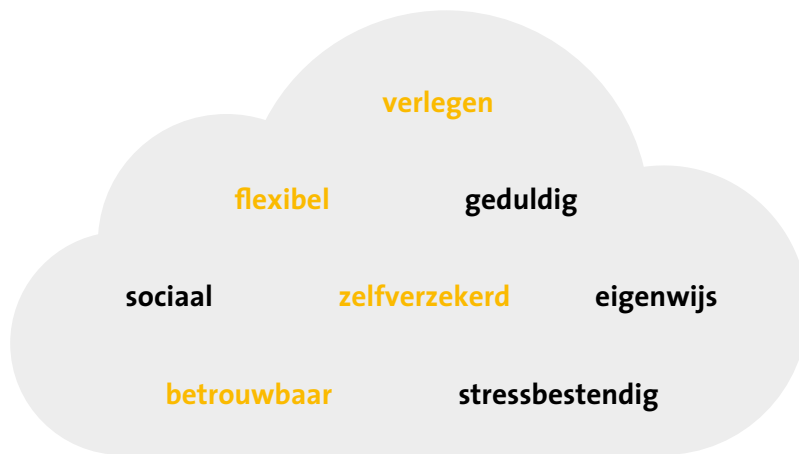 verlegen
flexibel geduldig
sociaal zelfverzekerd eigenwijs
betrouwbaar stressbestendig